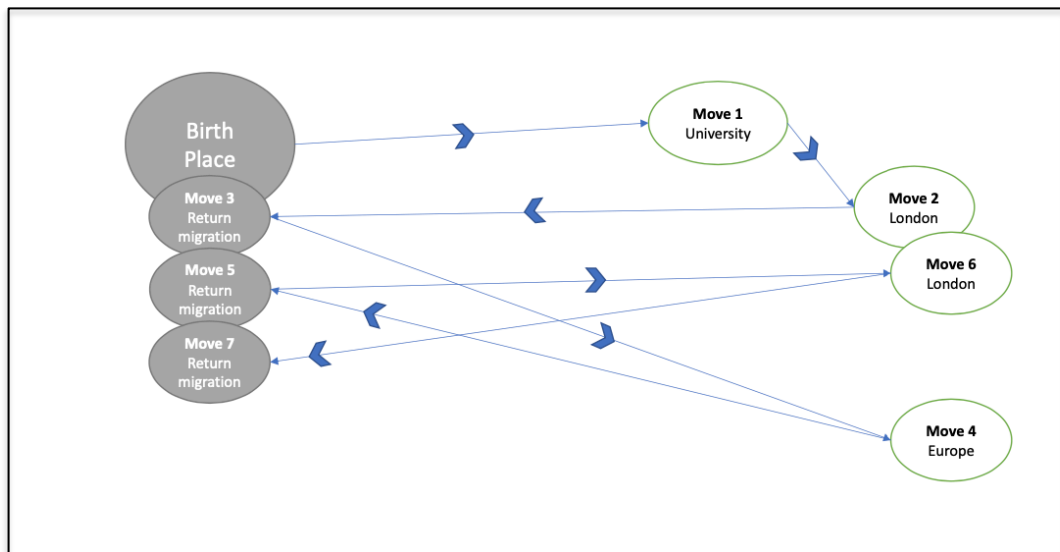 Birth
Place
Move 1
University
Move 3
Return
migration
Move 2
London
Move 5
Return
migration
Move 6
London
Move 7
Return
migration
Move 4
Europe